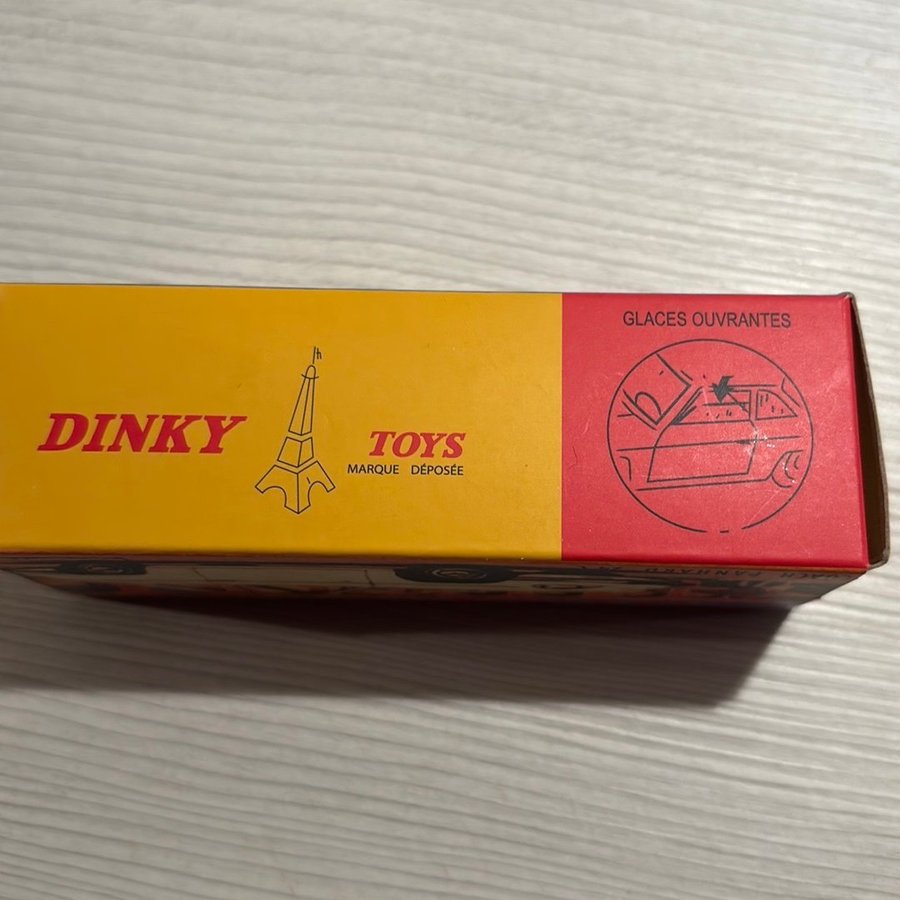 DINKY
TOYS
MARQUE DÉPOSÉE
GLACES OUVRANTES